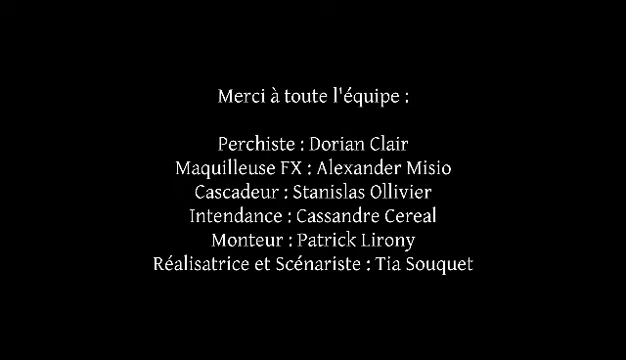 Merci à toute l'équipe :
Perchiste : Dorian Clair
Maquilleuse FX : Alexander Misio
Cascadeur : Stanislas Ollivier
Intendance : Cassandre Cereal
Monteur : Patrick Lirony
Réalisatrice et Scénariste : Tia Souquet